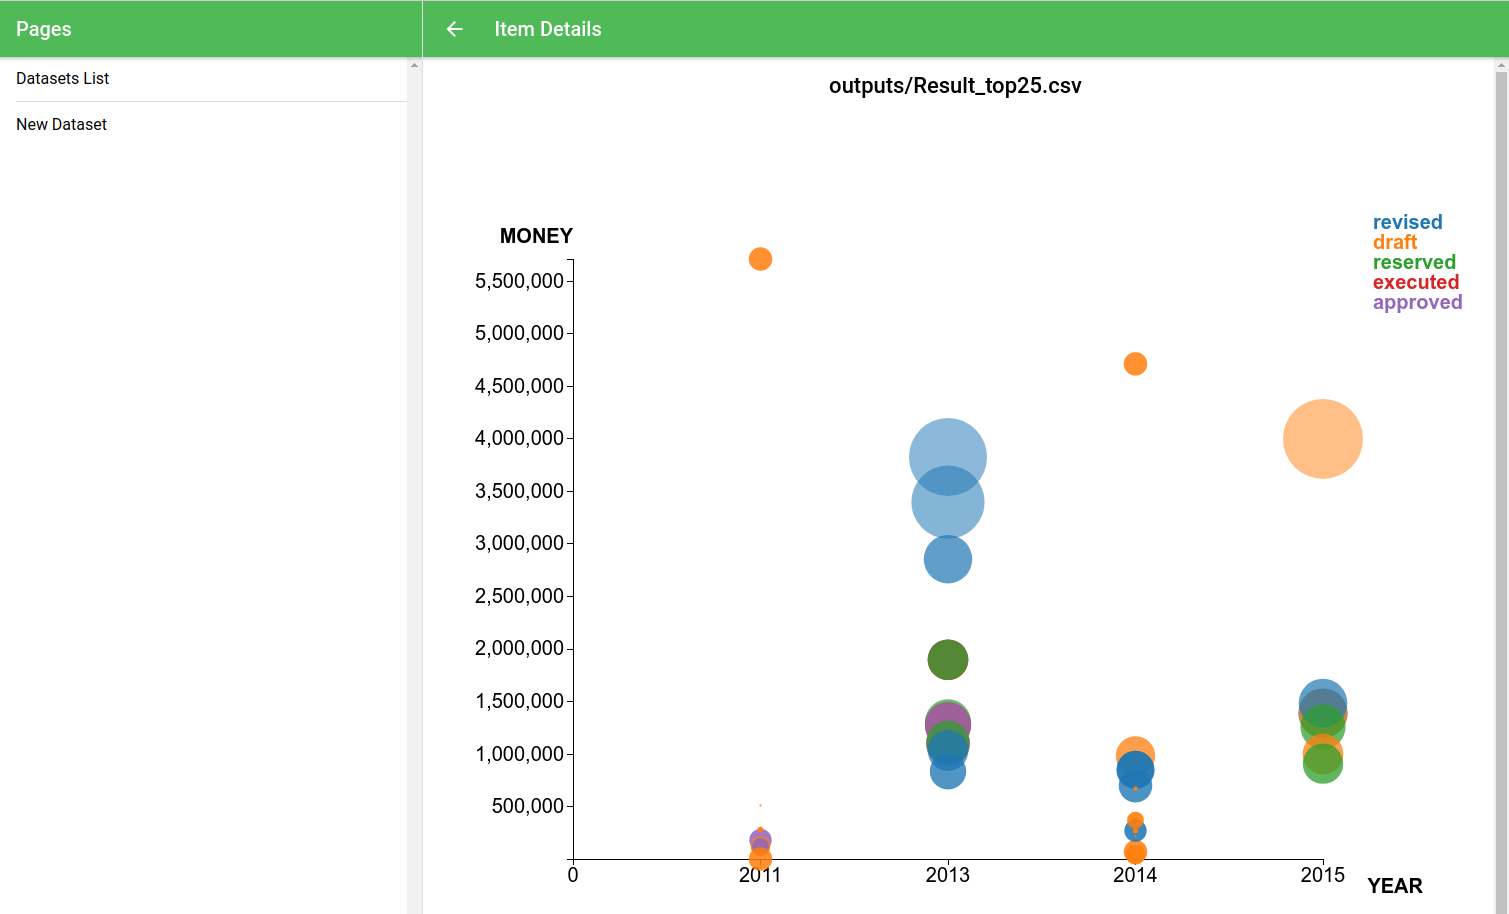 Pages
Item Details
Datasets List
New Dataset
outputs/Result_top25.csv
MONEY
revised
draft
reserved
executed
approved
5,500,000
5,000,000
4,500,000
4,000,000
3,500,000
3,000,000
2,500,000
2,000,000
1,500,000
1,000,000
500,000
0 2011 2013 2014 2015
YEAR